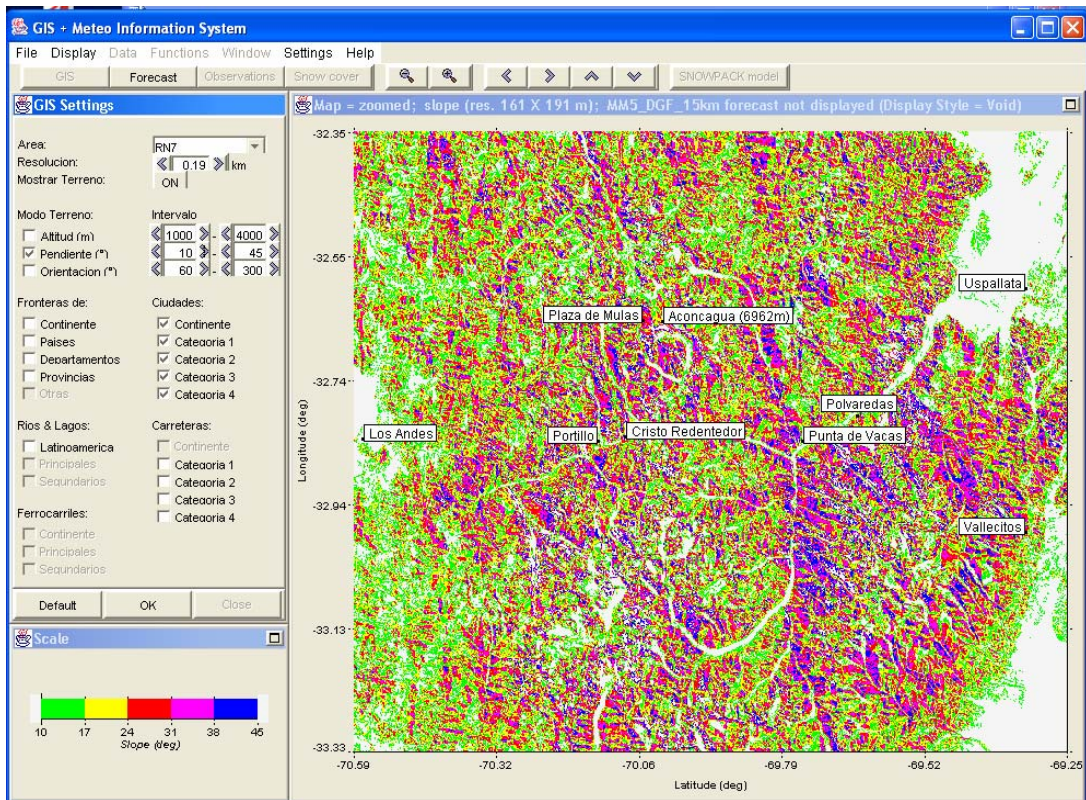 GIS + Meteo Information System
File Display Data Functions Window Settings Help
GIS Forecast Observations Snow cover SNOWPACK model
GIS Settings
Area: RN7
Resolucion: 0.19 km
Mostrar Terreno: ON
Modo Terreno: Intervalo
Altitud (m) 1000 - 4000
Pendiente (°) 10 - 45
Orientacion (°) 60 - 300
Fronteras de: Ciudades:
Continente Continente
Paises Categoria 1
Departamentos Categoria 2
Provincias Categoria 3
Otras Categoria 4
Rios & Lagos: Carreteras:
Latinoamerica Continente
Principales Categoria 1
Segundarios Categoria 2
Categoria 3
Ferrocarriles: Categoria 4
Continente
Principales
Segundarios
Default OK Close
Scale
10 17 24 31 38 45
Slope (deg)
Map = zoomed; slope (res. 161 X 191 m); MM5_DGF_15km forecast not displayed (Display Style = Void)
-32.35
-32.55
-32.74
-32.94
-33.13
-33.33
Longitude (deg)
Uspallata
Plaza de Mulas
Aconcagua (6962m)
Polvaredas
Los Andes
Portillo
Cristo Redentedor
Punta de Vacas
Vallecitos
-70.59 -70.32 -70.06 -69.79 -69.52 -69.25
Latitude (deg)